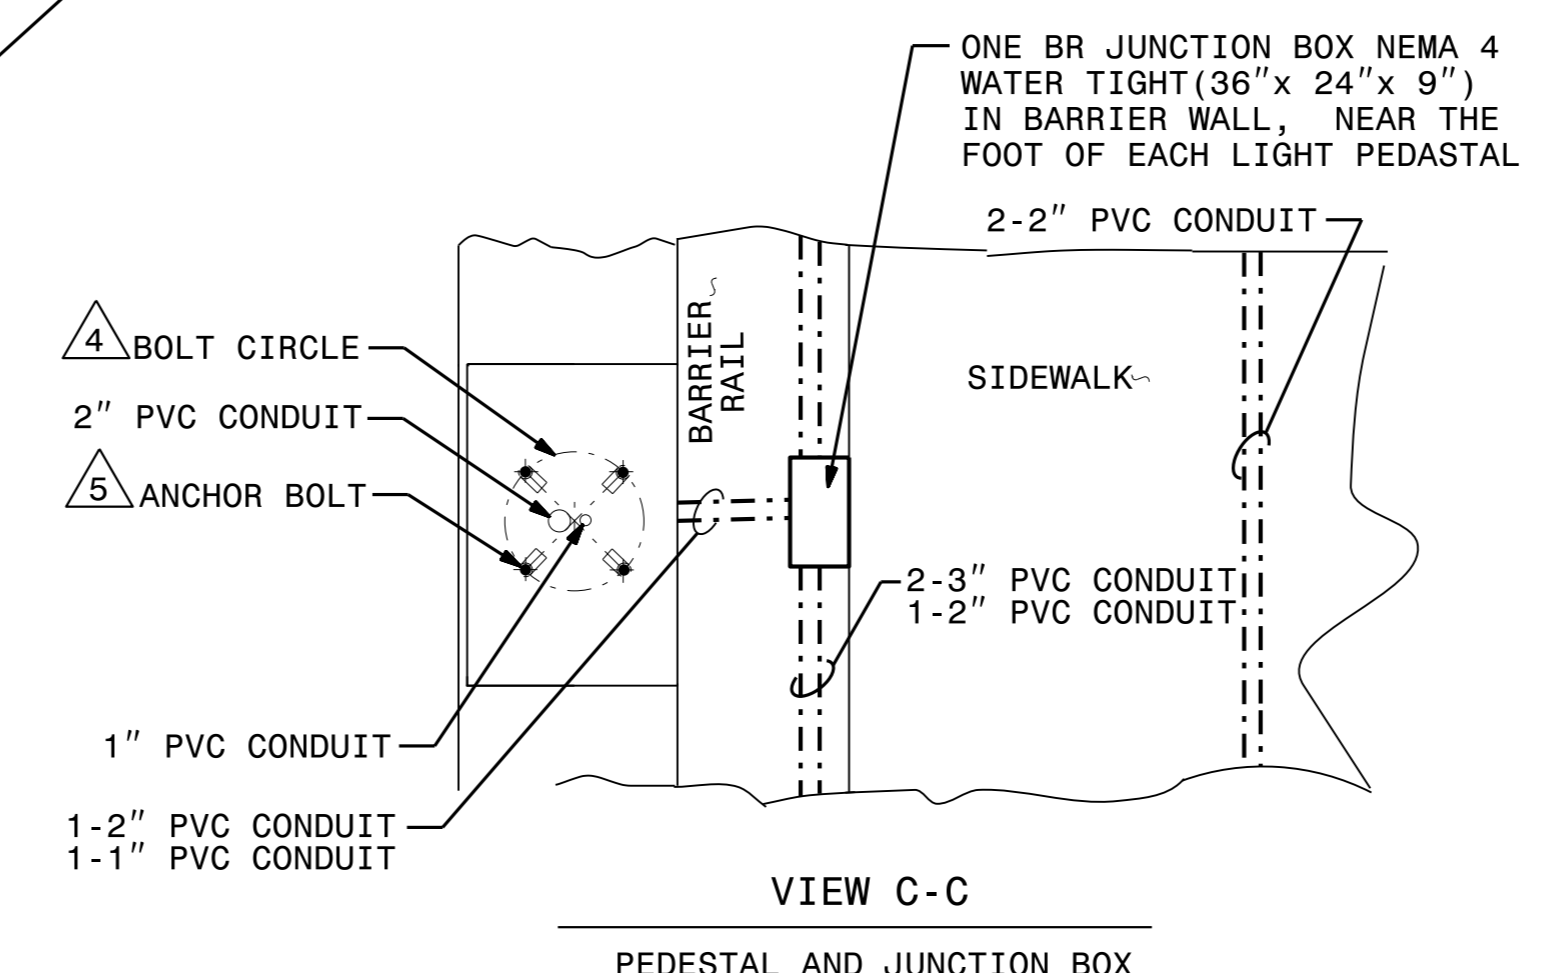 ONE BR JUNCTION BOX NEMA 4
WATER TIGHT(36"x 24"x 9")
IN BARRIER WALL, NEAR THE
FOOT OF EACH LIGHT PEDASTAL
2-2" PVC CONDUIT
4 BOLT CIRCLE
2" PVC CONDUIT
5 ANCHOR BOLT
BARRIER
RAIL
SIDEWALK
2-3" PVC CONDUIT
1-2" PVC CONDUIT
1" PVC CONDUIT
1-2" PVC CONDUIT
1-1" PVC CONDUIT
VIEW C-C
PEDESTAL AND JUNCTION BOX